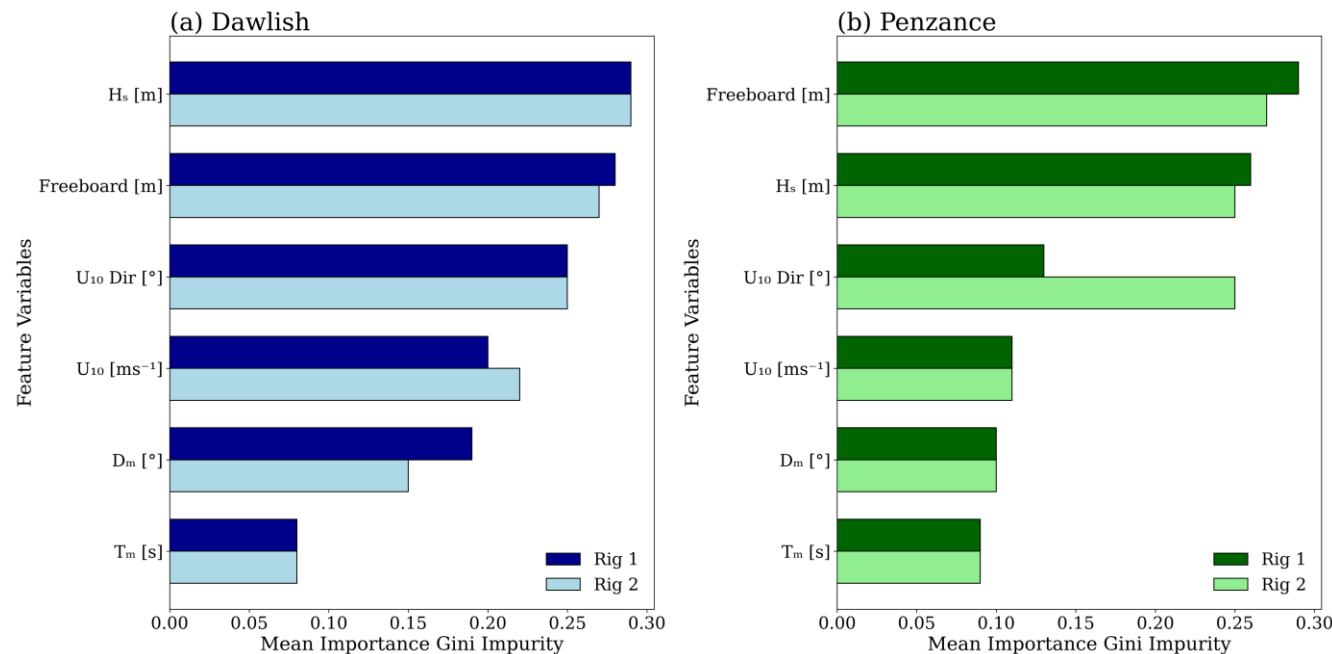 (a) Dawlish
Feature Variables
Hₛ [m]
Freeboard [m]
U₁₀ Dir [°]
U₁₀ [ms⁻¹]
Dₘ [°]
Tₘ [s]
Rig 1
Rig 2
0.00 0.05 0.10 0.15 0.20 0.25 0.30
Mean Importance Gini Impurity
(b) Penzance
Feature Variables
Freeboard [m]
Hₛ [m]
U₁₀ Dir [°]
U₁₀ [ms⁻¹]
Dₘ [°]
Tₘ [s]
Rig 1
Rig 2
0.00 0.05 0.10 0.15 0.20 0.25 0.30
Mean Importance Gini Impurity